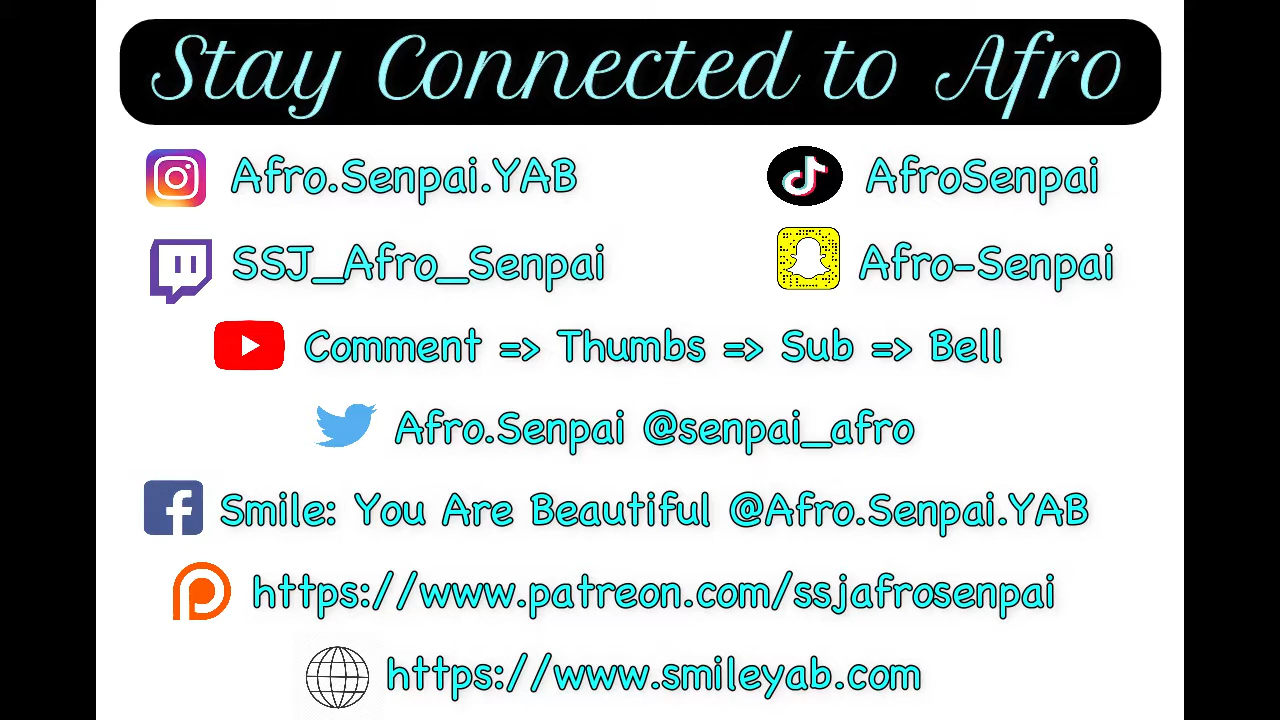 Stay Connected to Afro
Afro.Senpai.YAB
AfroSenpai
SSJ_Afro_Senpai
Afro-Senpai
Comment => Thumbs => Sub => Bell
Afro.Senpai @senpai_afro
Smile: You Are Beautiful @Afro.Senpai.YAB
https://www.patreon.com/ssjafrosenpai
https://www.smileyab.com